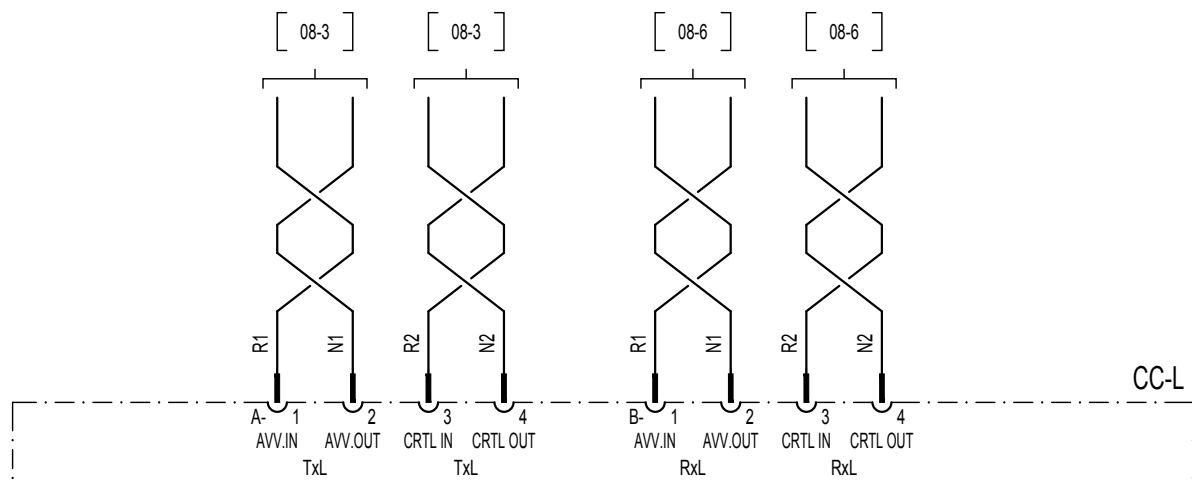 08-3 08-3 08-6 08-6
R1 N1 R2 N2 R1 N1 R2 N2
CC-L
A- 1 2 3 4 B- 1 2 3 4
AVV.IN AVV.OUT CRTL IN CRTL OUT AVV.IN AVV.OUT CRTL IN CRTL OUT
TxL TxL RxL RxL